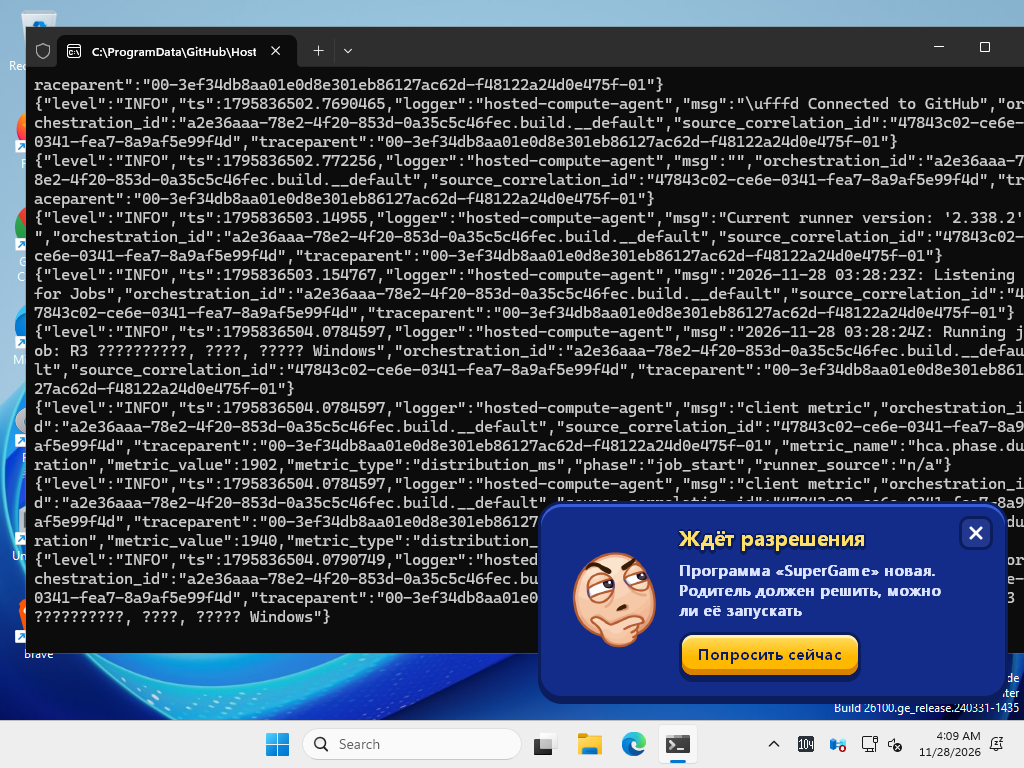 C:\ProgramData\GitHub\Host
raceparent":"00-3ef34db8aa01e0d8e301eb86127ac62d-f48122a24d0e475f-01"}
{"level":"INFO","ts":1795836502.7690465,"logger":"hosted-compute-agent","msg":"\ufffd Connected to GitHub","or
chestration_id":"a2e36aaa-78e2-4f20-853d-0a35c5c46fec.build.__default","source_correlation_id":"47843c02-ce6e-
0341-fea7-8a9af5e99f4d","traceparent":"00-3ef34db8aa01e0d8e301eb86127ac62d-f48122a24d0e475f-01"}
{"level":"INFO","ts":1795836502.772256,"logger":"hosted-compute-agent","msg":"","orchestration_id":"a2e36aaa-7
8e2-4f20-853d-0a35c5c46fec.build.__default","source_correlation_id":"47843c02-ce6e-0341-fea7-8a9af5e99f4d","tr
aceparent":"00-3ef34db8aa01e0d8e301eb86127ac62d-f48122a24d0e475f-01"}
{"level":"INFO","ts":1795836503.14955,"logger":"hosted-compute-agent","msg":"Current runner version: '2.338.2'
","orchestration_id":"a2e36aaa-78e2-4f20-853d-0a35c5c46fec.build.__default","source_correlation_id":"47843c02-
ce6e-0341-fea7-8a9af5e99f4d","traceparent":"00-3ef34db8aa01e0d8e301eb86127ac62d-f48122a24d0e475f-01"}
{"level":"INFO","ts":1795836503.154767,"logger":"hosted-compute-agent","msg":"2026-11-28 03:28:23Z: Listening
for Jobs","orchestration_id":"a2e36aaa-78e2-4f20-853d-0a35c5c46fec.build.__default","source_correlation_id":"4
7843c02-ce6e-0341-fea7-8a9af5e99f4d","traceparent":"00-3ef34db8aa01e0d8e301eb86127ac62d-f48122a24d0e475f-01"}
{"level":"INFO","ts":1795836504.0784597,"logger":"hosted-compute-agent","msg":"2026-11-28 03:28:24Z: Running j
ob: R3 ??????????, ????, ????? Windows","orchestration_id":"a2e36aaa-78e2-4f20-853d-0a35c5c46fec.build.__defau
lt","source_correlation_id":"47843c02-ce6e-0341-fea7-8a9af5e99f4d","traceparent":"00-3ef34db8aa01e0d8e301eb861
27ac62d-f48122a24d0e475f-01"}
{"level":"INFO","ts":1795836504.0784597,"logger":"hosted-compute-agent","msg":"client metric","orchestration_i
d":"a2e36aaa-78e2-4f20-853d-0a35c5c46fec.build.__default","source_correlation_id":"47843c02-ce6e-0341-fea7-8a9
af5e99f4d","traceparent":"00-3ef34db8aa01e0d8e301eb86127ac62d-f48122a24d0e475f-01","metric_name":"hca.phase.du
ration","metric_value":1902,"metric_type":"distribution_ms","phase":"job_start","runner_source":"n/a"}
{"level":"INFO","ts":1795836504.0784597,"logger":"hosted-compute-agent","msg":"client metric","orchestration_i
d":"a2e36aaa-78e2-4f20-853d-0a35c5c46fec.build.__default","source_correlation_id":"47843c02-ce6e-0341-fea7-8a9
af5e99f4d","traceparent":"00-3ef34db8aa01e0d8e301eb86127
ration","metric_value":1940,"metric_type":"distribution_
{"level":"INFO","ts":1795836504.0790749,"logger":"hosted
chestration_id":"a2e36aaa-78e2-4f20-853d-0a35c5c46fec.bu
0341-fea7-8a9af5e99f4d","traceparent":"00-3ef34db8aa01e0
??????????, ????, ????? Windows"}
Ждёт разрешения
Программа «SuperGame» новая.
Родитель должен решить, можно
ли её запускать
Попросить сейчас
Brave
Build 26100.ge_release.240331-1435
Search
104
4:09 AM
11/28/2026